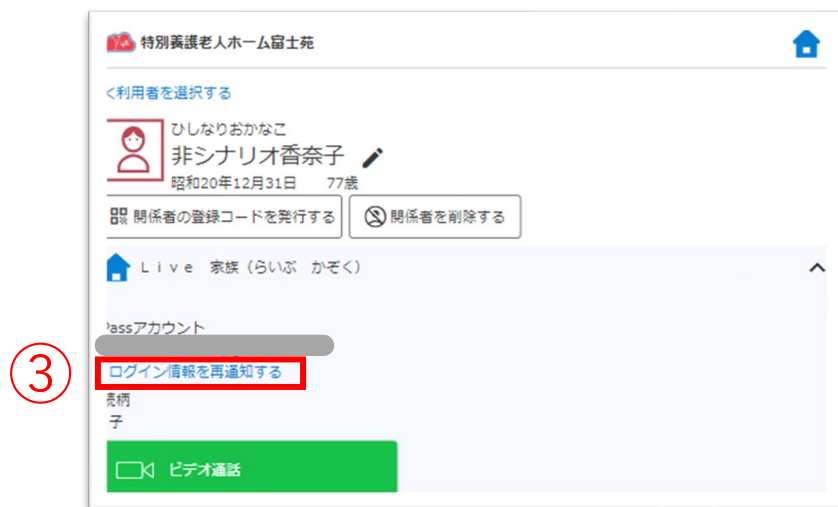 特別養護老人ホーム富士苑
<利用者を選択する
ひしなりおかなこ
非シナリオ香奈子
昭和20年12月31日 77歳
関係者の登録コードを発行する
関係者を削除する
Live 家族(らいぶ かぞく)
Passアカウント
③
ログイン情報を再通知する
続柄
子
ビデオ通話